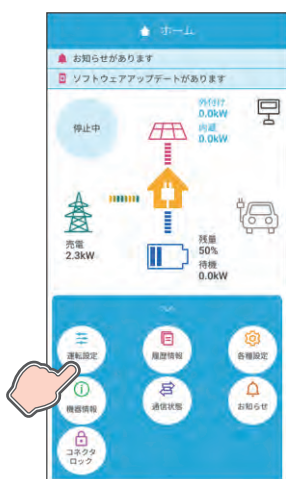 ホーム
お知らせがあります
ソフトウェアアップデートがあります
外付け
0.0kW
停止中
内蔵
0.0kW
売電
2.3kW
残量
50%
待機
0.0kW
運転設定
履歴情報
各種設定
機器情報
通信状態
お知らせ
コネクタ
ロック